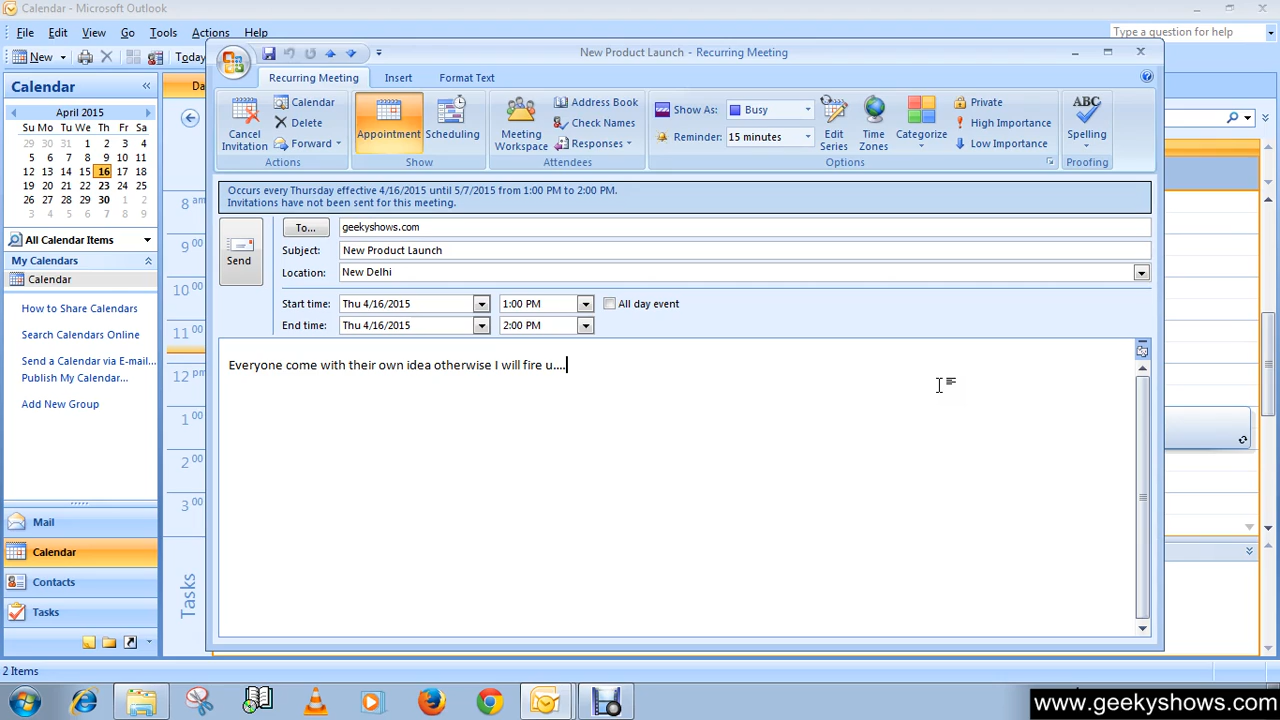 Calendar - Microsoft Outlook
File Edit View Go Tools Actions Help
Type a question for help
New
Today
Calendar
April 2015
Su Mo Tu We Th Fr Sa
29 30 31 1 2 3 4
5 6 7 8 9 10 11
12 13 14 15 16 17 18
19 20 21 22 23 24 25
26 27 28 29 30 1 2
3 4 5 6 7 8 9
All Calendar Items
My Calendars
Calendar
How to Share Calendars
Search Calendars Online
Send a Calendar via E-mail...
Publish My Calendar...
Add New Group
Mail
Calendar
Contacts
Tasks
2 Items
Da
8 am
9 00
10 00
11 00
12 pm
1 00
2 00
3 00
Tasks
New Product Launch - Recurring Meeting
Recurring Meeting Insert Format Text
Cancel Invitation
Calendar
Delete
Forward
Actions
Appointment
Scheduling
Show
Meeting Workspace
Address Book
Check Names
Responses
Attendees
Show As: Busy
Reminder: 15 minutes
Edit Series
Time Zones
Categorize
Private
High Importance
Low Importance
Options
ABC
Spelling
Proofing
Occurs every Thursday effective 4/16/2015 until 5/7/2015 from 1:00 PM to 2:00 PM.
Invitations have not been sent for this meeting.
Send
To... geekyshows.com
Subject: New Product Launch
Location: New Delhi
Start time: Thu 4/16/2015 1:00 PM All day event
End time: Thu 4/16/2015 2:00 PM
Everyone come with their own idea otherwise I will fire u....
www.geekyshows.com